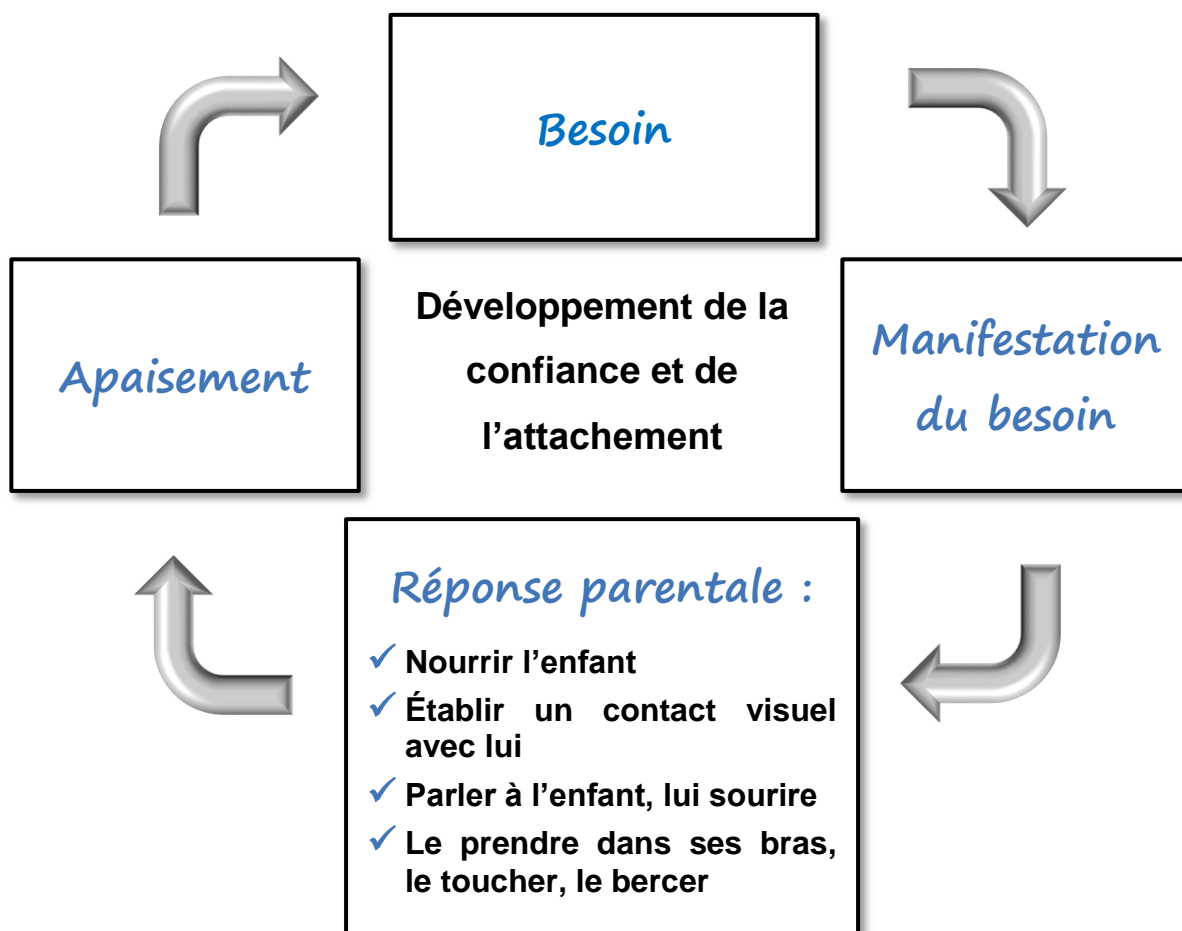 Besoin
Développement de la
confiance et de
l’attachement
Manifestation
du besoin
Apaisement
Réponse parentale :
✓ Nourrir l’enfant
✓ Établir un contact visuel
avec lui
✓ Parler à l’enfant, lui sourire
✓ Le prendre dans ses bras,
le toucher, le bercer